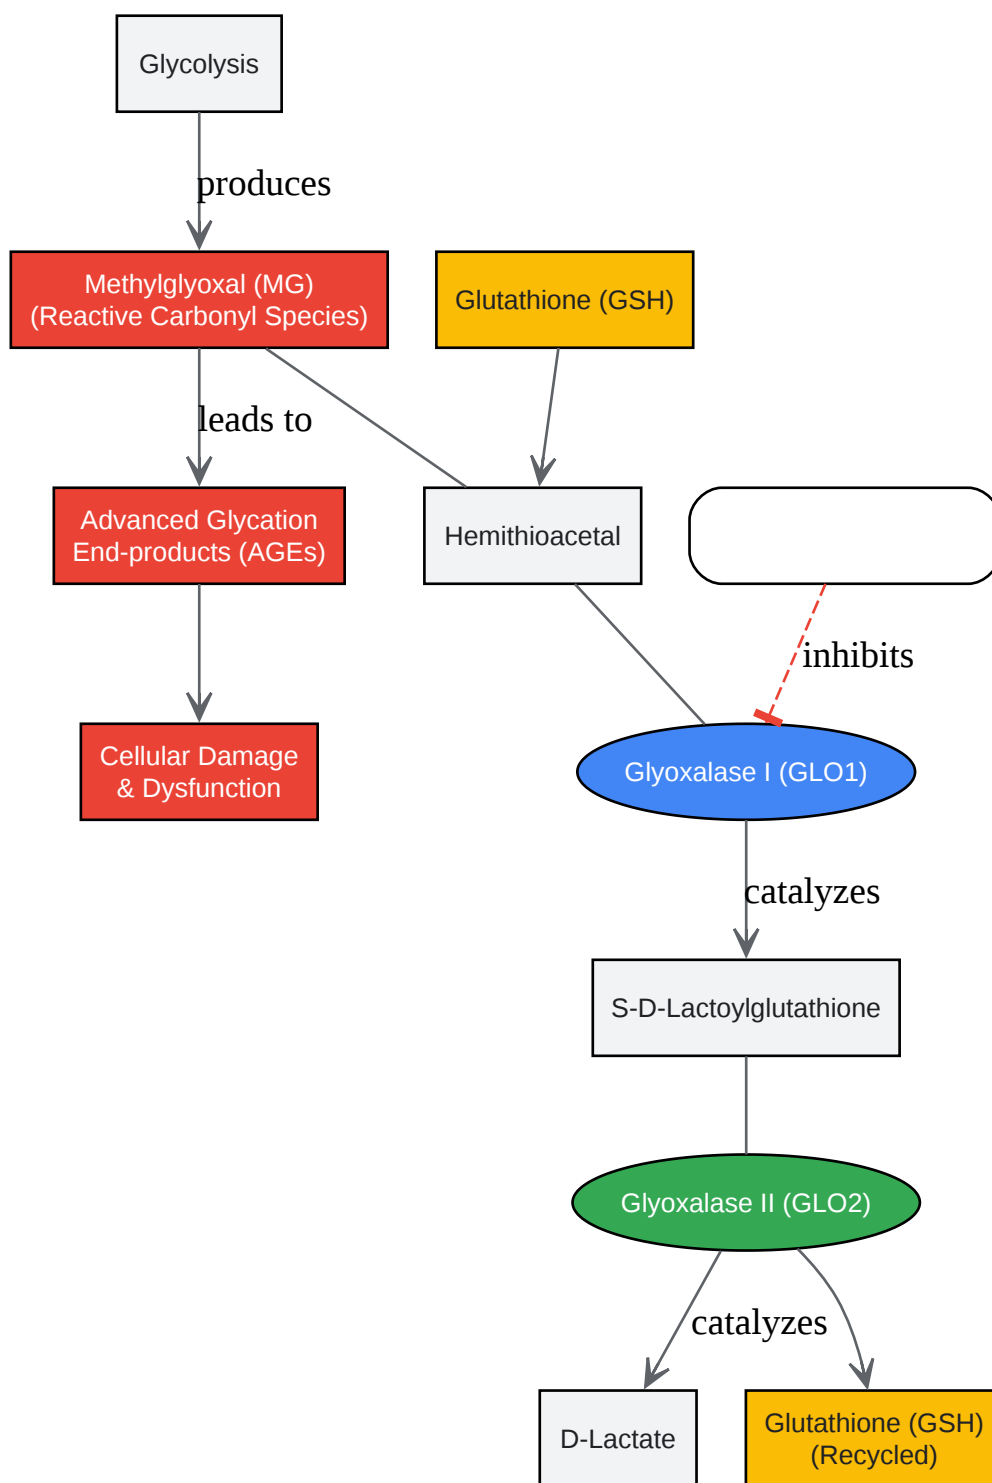 Glycolysis
produces
Methylglyoxal (MG)
(Reactive Carbonyl Species)
Glutathione (GSH)
leads to
Advanced Glycation
End-products (AGEs)
Hemithioacetal
inhibits
Cellular Damage
& Dysfunction
Glyoxalase I (GLO1)
catalyzes
S-D-Lactoylglutathione
Glyoxalase II (GLO2)
catalyzes
D-Lactate
Glutathione (GSH)
(Recycled)